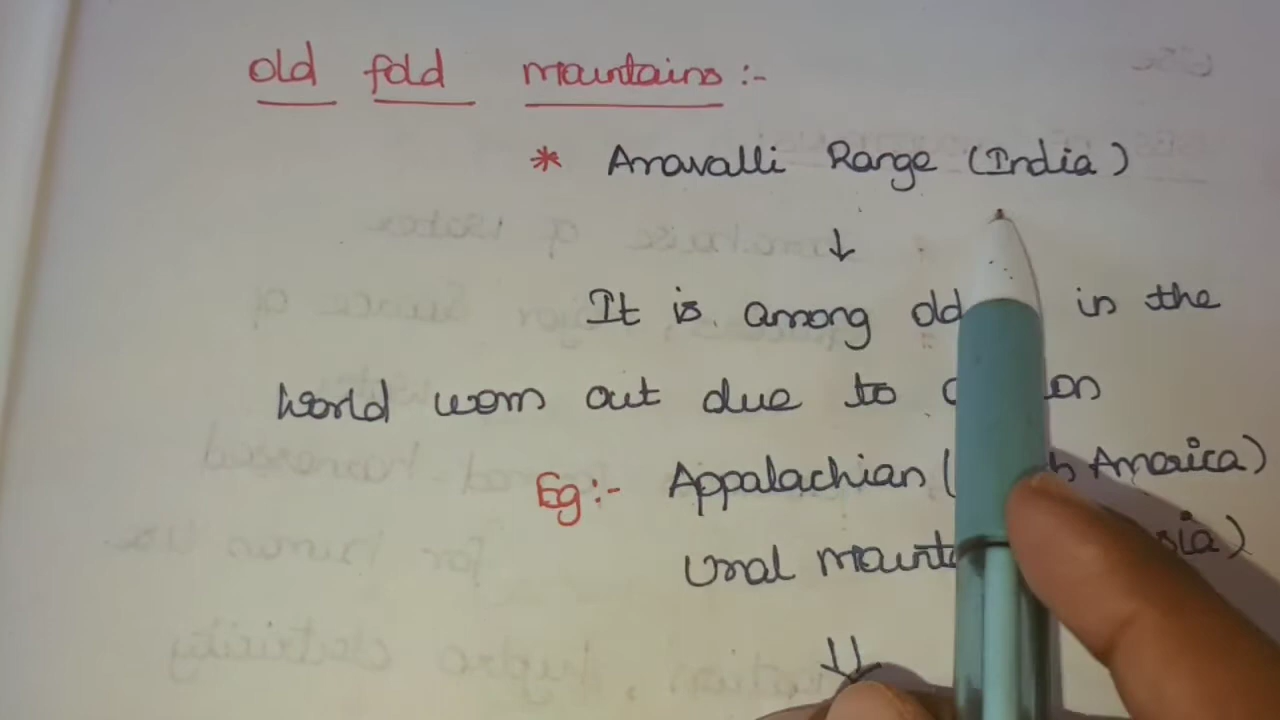 old fold mountains :-
* Aravalli Range (India)
↓
It is among old in the
world worn out due to
Eg :- Appalachian ( America)
Ural